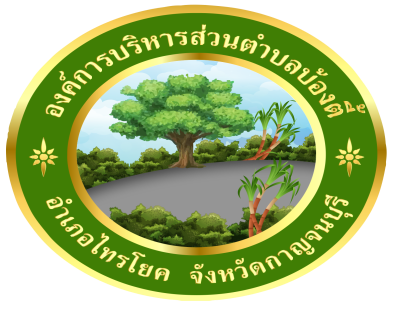 องค์การบริหารส่วนตำบลบ้องตี้
อำเภอไทรโยค จังหวัดกาญจนบุรี